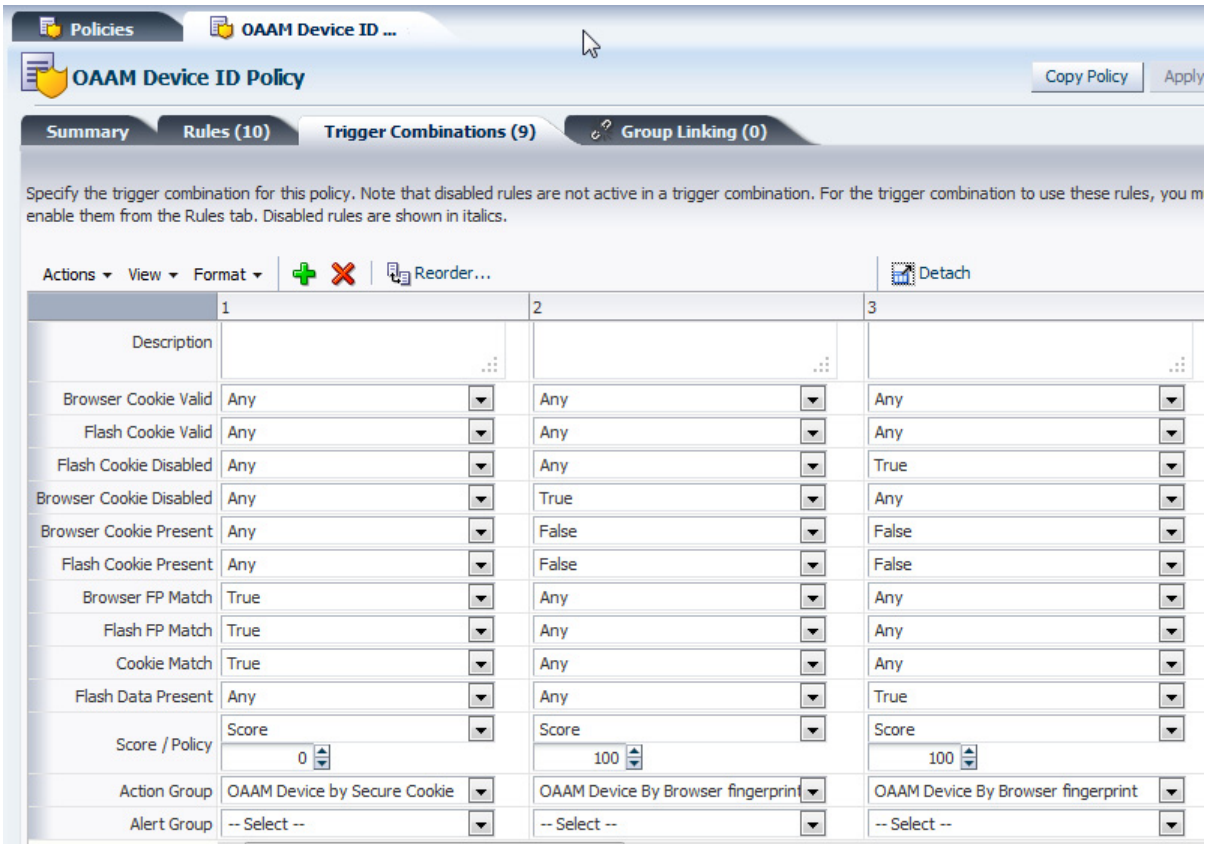 Policies
OAAM Device ID ...
OAAM Device ID Policy
Copy Policy
Apply
Summary
Rules (10)
Trigger Combinations (9)
Group Linking (0)
Specify the trigger combination for this policy. Note that disabled rules are not active in a trigger combination. For the trigger combination to use these rules, you m
enable them from the Rules tab. Disabled rules are shown in italics.
Actions View Format Reorder... Detach
1 2 3
Description
Browser Cookie Valid Any Any Any
Flash Cookie Valid Any Any Any
Flash Cookie Disabled Any Any True
Browser Cookie Disabled Any True Any
Browser Cookie Present Any False False
Flash Cookie Present Any False False
Browser FP Match True Any Any
Flash FP Match True Any Any
Cookie Match True Any Any
Flash Data Present Any Any True
Score / Policy Score Score Score
0 100 100
Action Group OAAM Device by Secure Cookie OAAM Device By Browser fingerprint OAAM Device By Browser fingerprint
Alert Group -- Select -- -- Select -- -- Select --